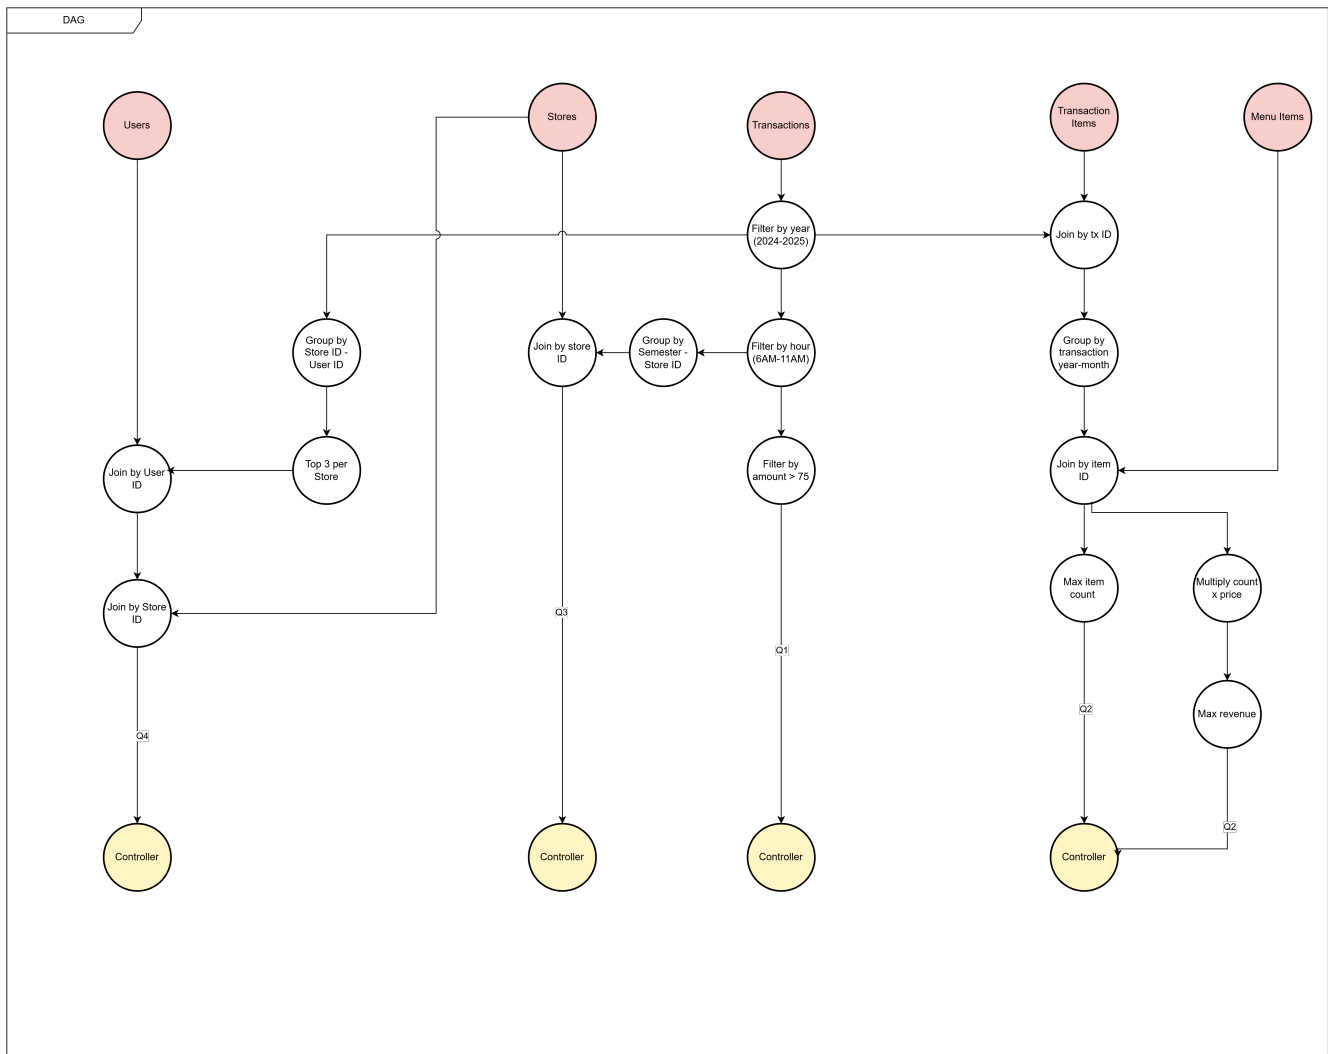 DAG
Users
Stores
Transactions
Transaction
Items
Menu Items
Filter by year
(2024-2025)
Join by tx ID
Group by
Store ID -
User ID
Join by store
ID
Group by
Semester -
Store ID
Filter by hour
(6AM-11AM)
Group by
transaction
year-month
Join by User
ID
Top 3 per
Store
Filter by
amount > 75
Join by item
ID
Join by Store
ID
Max item
count
Multiply count
x price
Q3
Q1
Q2
Max revenue
Q4
Q2
Controller
Controller
Controller
Controller